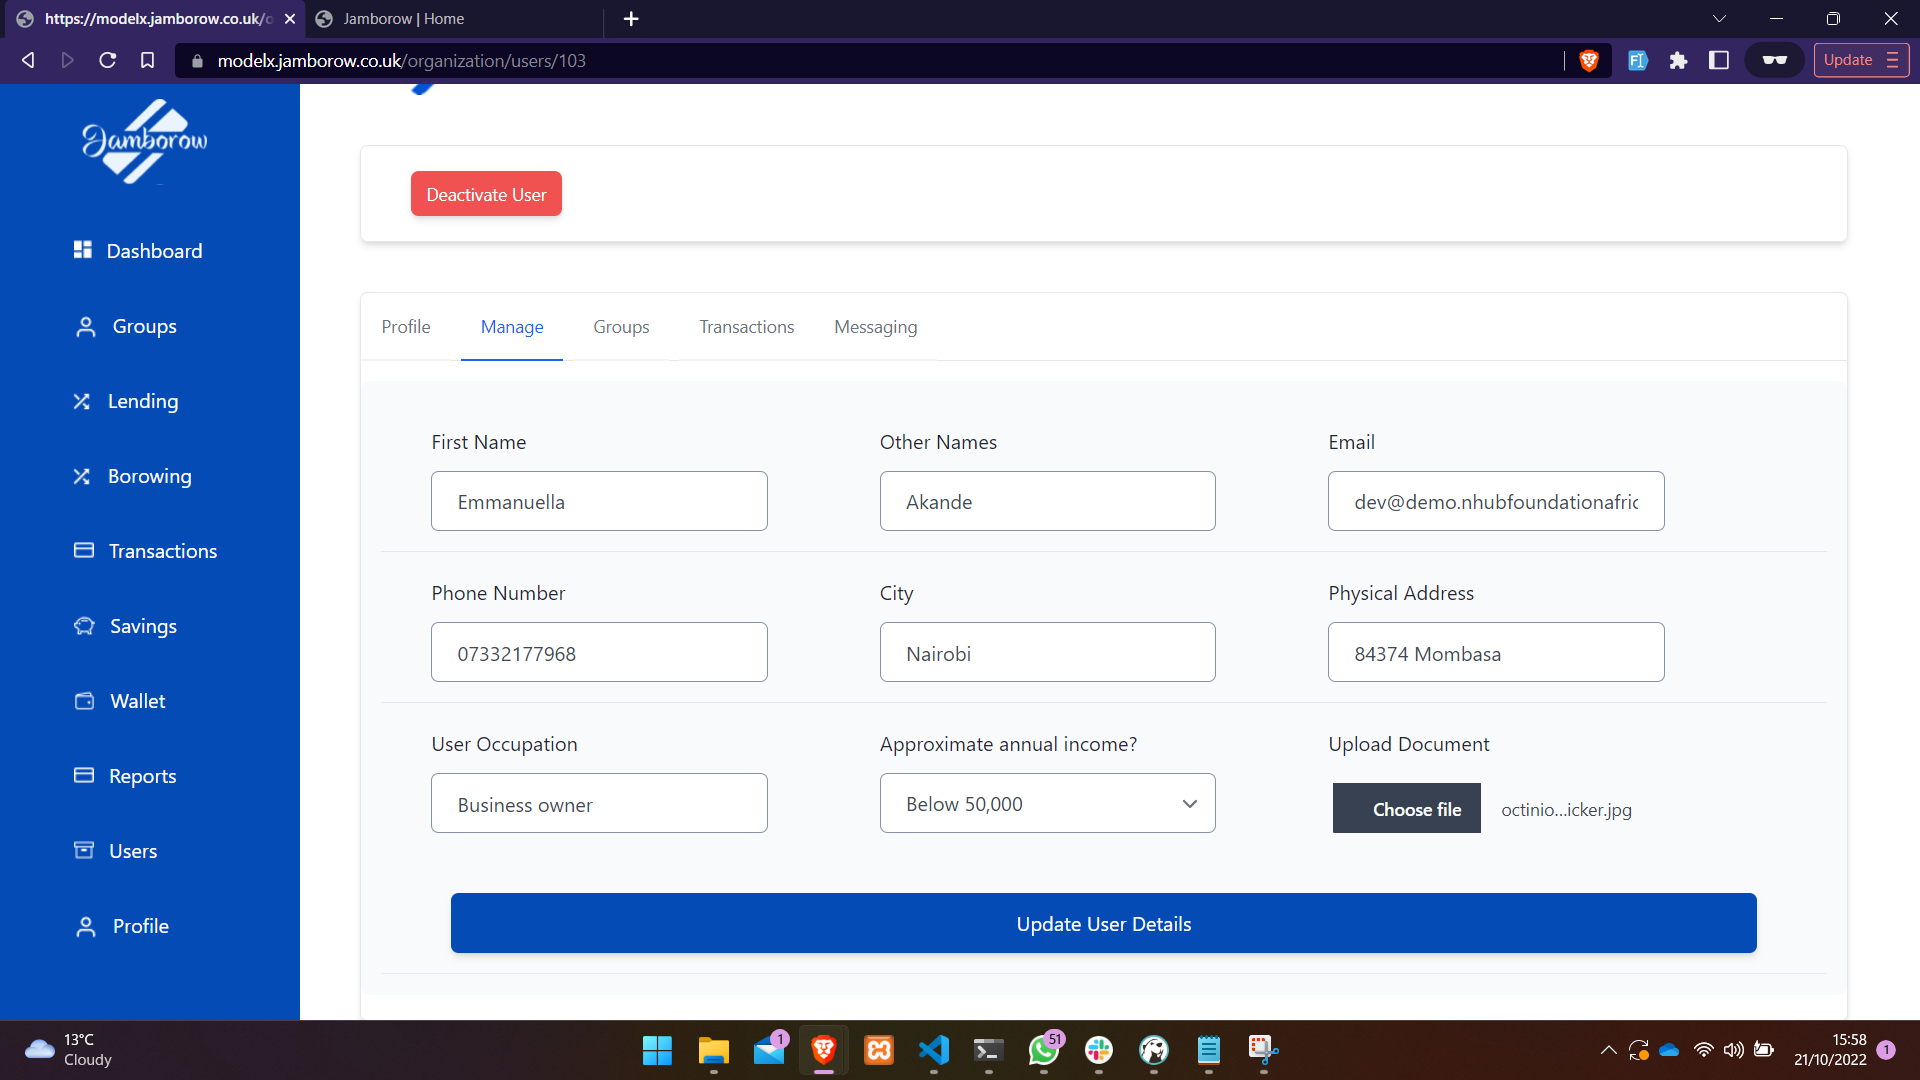 https://modelx.jamborow.co.uk/o
Jamborow | Home
modelx.jamborow.co.uk/organization/users/103
Update
Jamborow
Deactivate User
Dashboard
Groups
Lending
Borowing
Transactions
Savings
Wallet
Reports
Users
Profile
Profile
Manage
Groups
Transactions
Messaging
First Name
Other Names
Email
Emmanuella
Akande
dev@demo.nhubfoundationafric
Phone Number
City
Physical Address
07332177968
Nairobi
84374 Mombasa
User Occupation
Approximate annual income?
Upload Document
Business owner
Below 50,000
Choose file
octinio...icker.jpg
Update User Details
13°C
Cloudy
1
51
15:58
21/10/2022
1